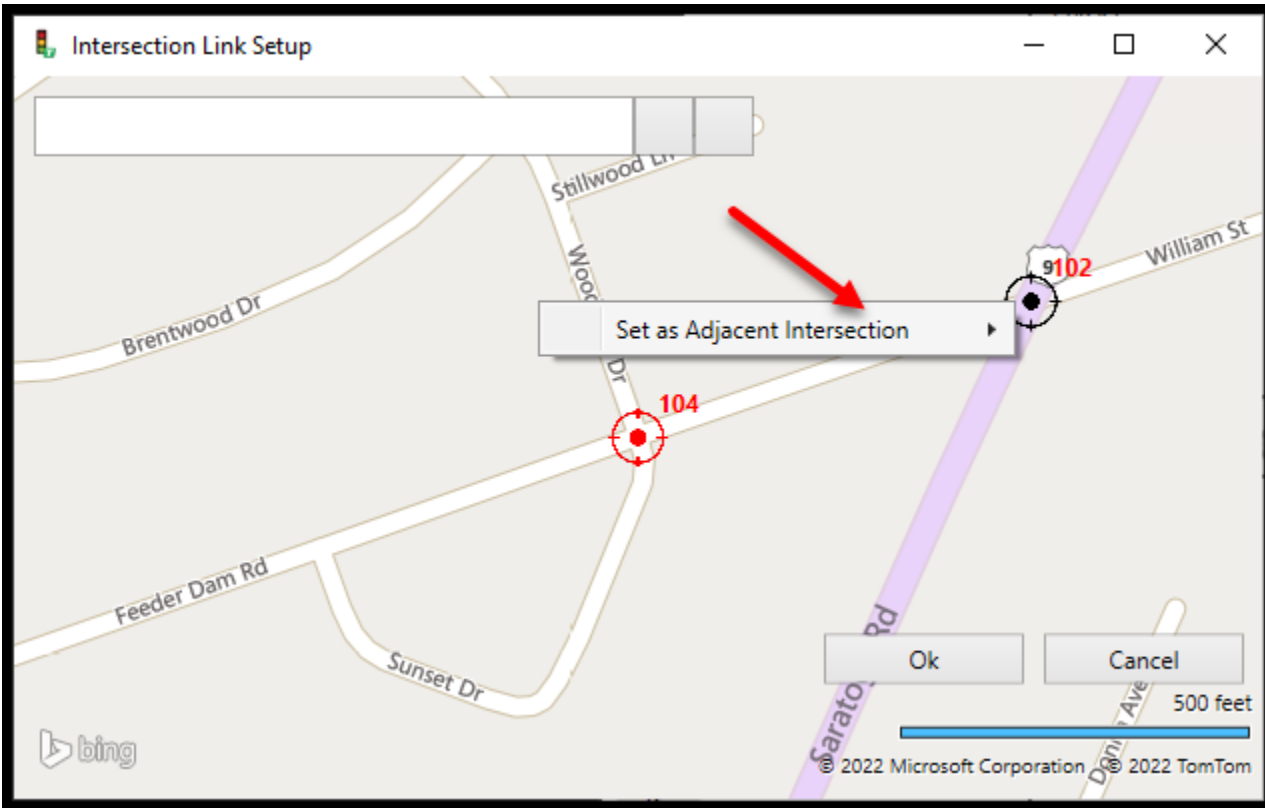 Intersection Link Setup
Stillwood Ln
William St
9
102
Brentwood Dr
Set as Adjacent Intersection
Dr
104
Feeder Dam Rd
Sunset Dr
Rd
Ok
Cancel
500 feet
bing
© 2022 Microsoft Corporation
© 2022 TomTom